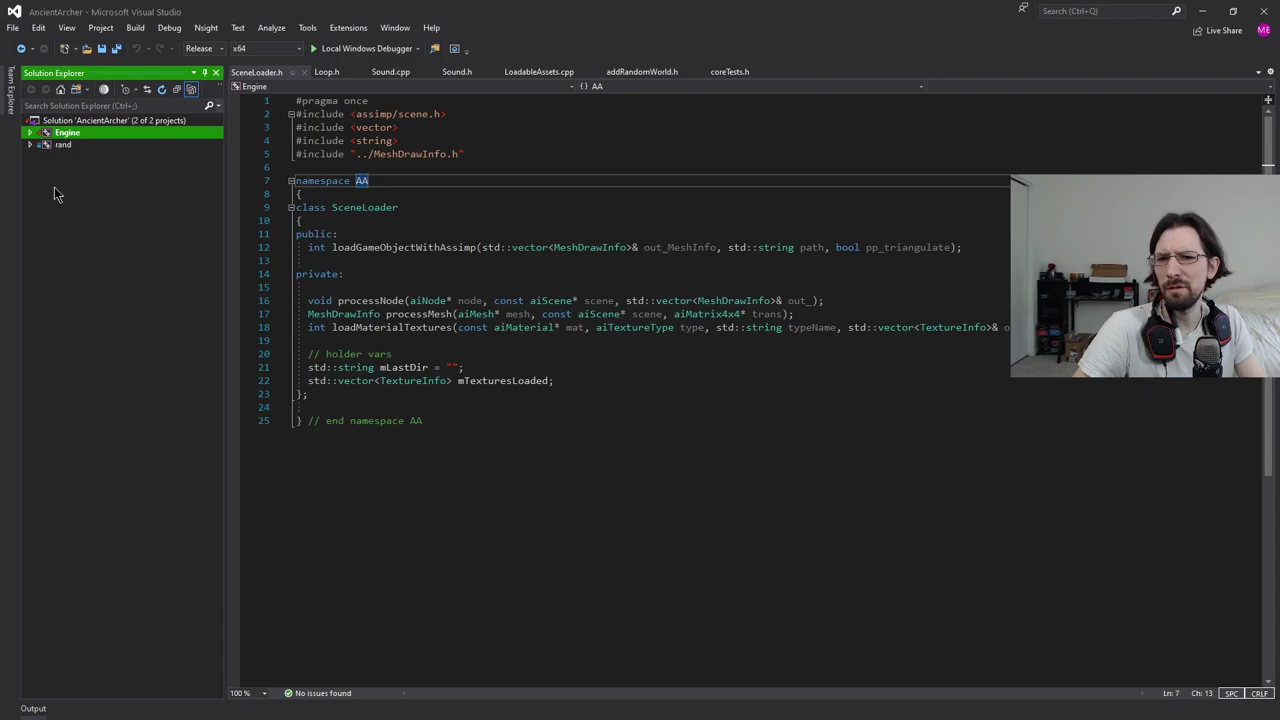 AncientArcher - Microsoft Visual Studio
Search (Ctrl+Q)
ME
File Edit View Project Build Debug Nsight Test Analyze Tools Extensions Window Help
Release x64 Local Windows Debugger Live Share
Team Explorer
Solution Explorer
Search Solution Explorer (Ctrl+;)
Solution 'AncientArcher' (2 of 2 projects)
Engine
rand
SceneLoader.h Loop.h Sound.cpp Sound.h LoadableAssets.cpp addRandomWorld.h coreTests.h
Engine {} AA
1 #pragma once
2 #include <assimp/scene.h>
3 #include <vector>
4 #include <string>
5 #include "../MeshDrawInfo.h"
6
7 namespace AA
8 {
9 class SceneLoader
10 {
11 public:
12 int loadGameObjectWithAssimp(std::vector<MeshDrawInfo>& out_MeshInfo, std::string path, bool pp_triangulate);
13
14 private:
15
16 void processNode(aiNode* node, const aiScene* scene, std::vector<MeshDrawInfo>& out_);
17 MeshDrawInfo processMesh(aiMesh* mesh, const aiScene* scene, aiMatrix4x4* trans);
18 int loadMaterialTextures(const aiMaterial* mat, aiTextureType type, std::string typeName, std::vector<TextureInfo>& o
19
20 // holder vars
21 std::string mLastDir = "";
22 std::vector<TextureInfo> mTexturesLoaded;
23 };
24
25 } // end namespace AA
100 % No issues found Ln: 7 Ch: 13 SPC CRLF
Output